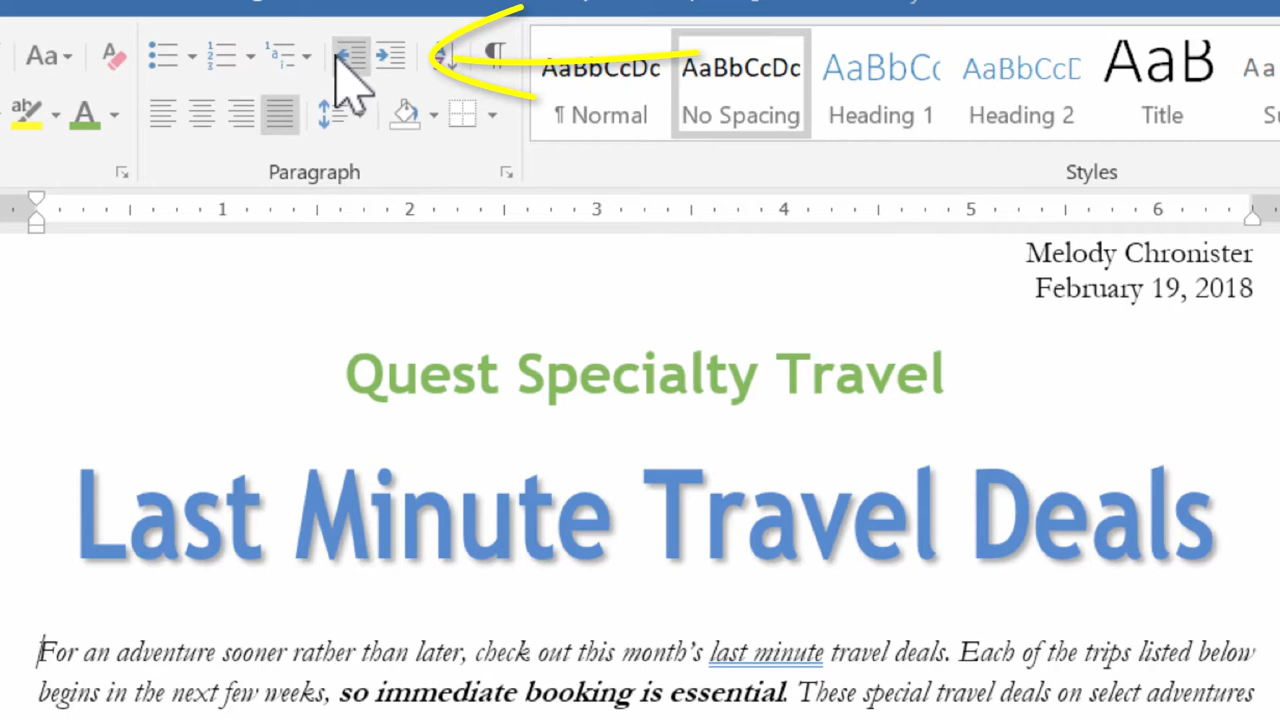 Aa
AaBbCcDc AaBbCcDc AaBbCc AaBbCcD AaB Aa
¶ Normal No Spacing Heading 1 Heading 2 Title
Paragraph Styles
1 2 3 4 5 6
Melody Chronister
February 19, 2018
Quest Specialty Travel
Last Minute Travel Deals
For an adventure sooner rather than later, check out this month’s last minute travel deals. Each of the trips listed below
begins in the next few weeks, so immediate booking is essential. These special travel deals on select adventures